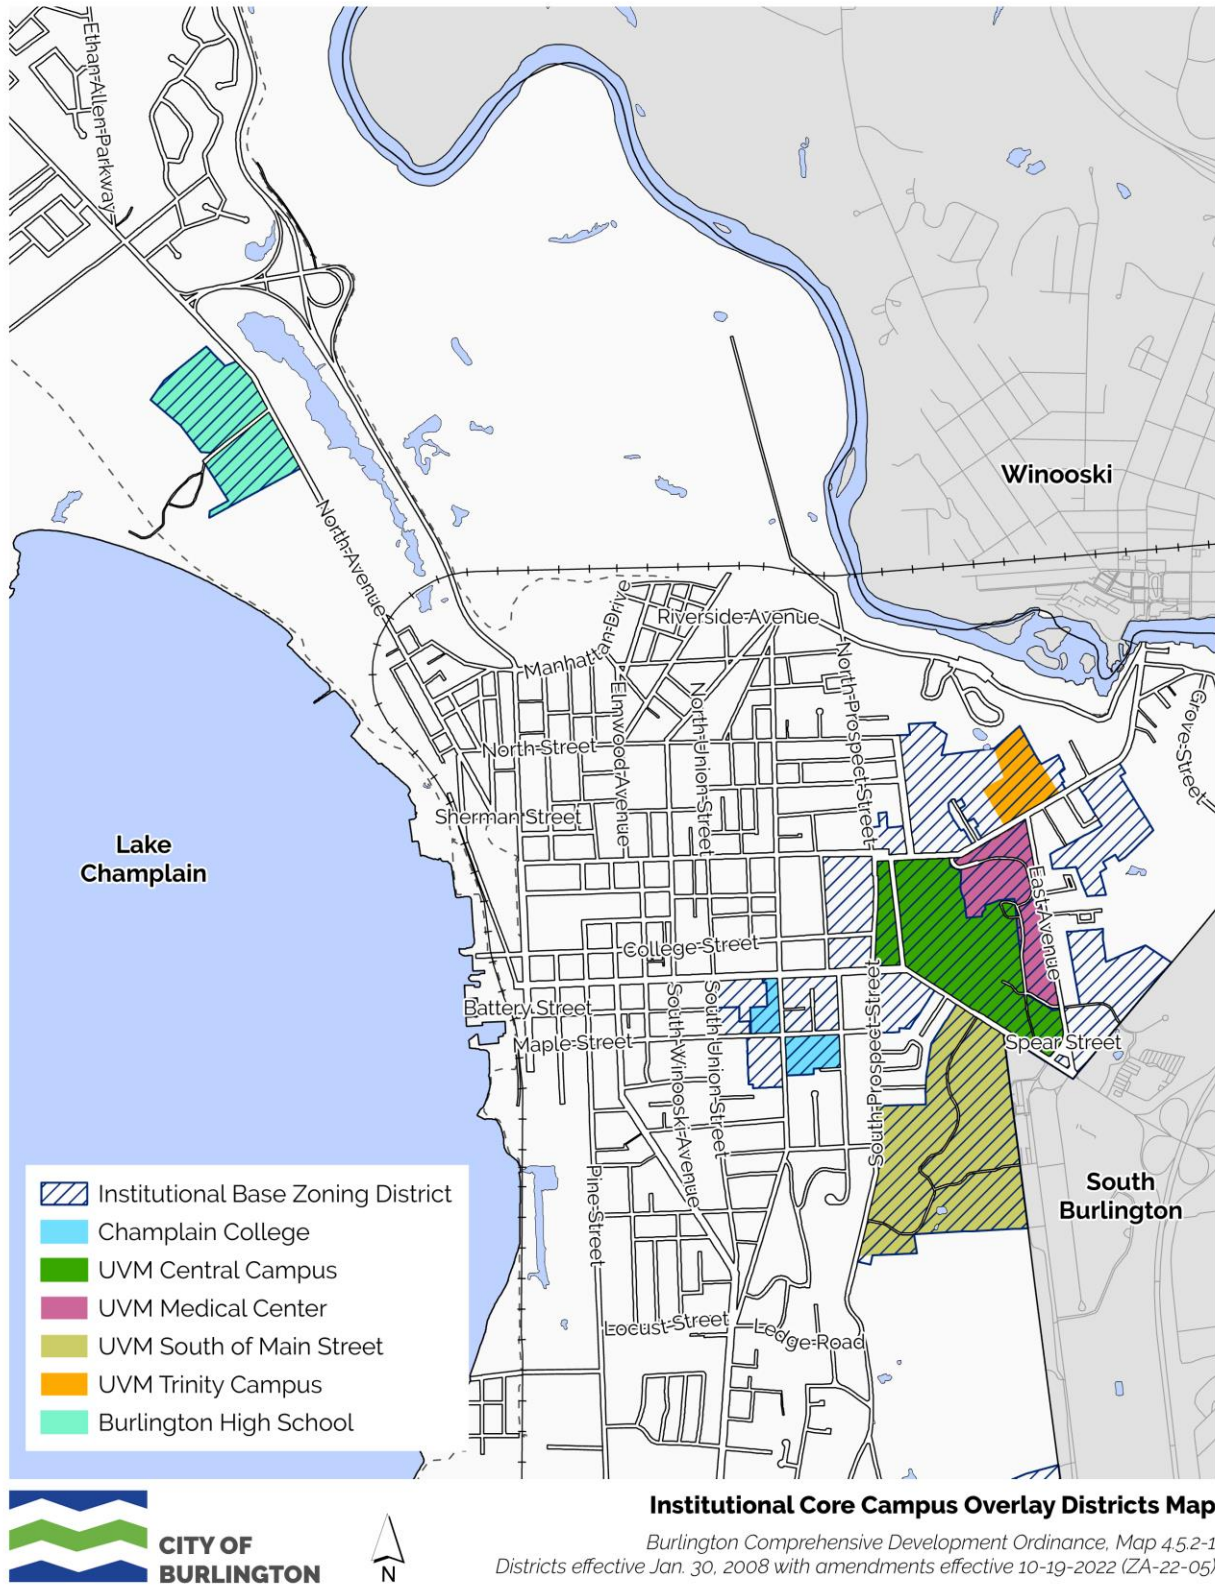 Ethan-Allen-Parkway
Winooski
North-Avenue
Riverside-Avenue
Manhattan-Drive
North-Prospect-Street
Elmwood-Avenue
North-Union-Street
Grove-Street
North-Street
Sherman Street
Lake
Champlain
East-Avenue
College-Street
South-Prospect-Street
Battery-Street
South-Winooski-Avenue
South-Union-Street
Maple-Street
Spear Street
South
Burlington
Pine-Street
Locust Street
Ledge-Road
Institutional Base Zoning District
Champlain College
UVM Central Campus
UVM Medical Center
UVM South of Main Street
UVM Trinity Campus
Burlington High School
CITY OF
BURLINGTON
N
Institutional Core Campus Overlay Districts Map
Burlington Comprehensive Development Ordinance, Map 4.5.2-1
Districts effective Jan. 30, 2008 with amendments effective 10-19-2022 (ZA-22-05)